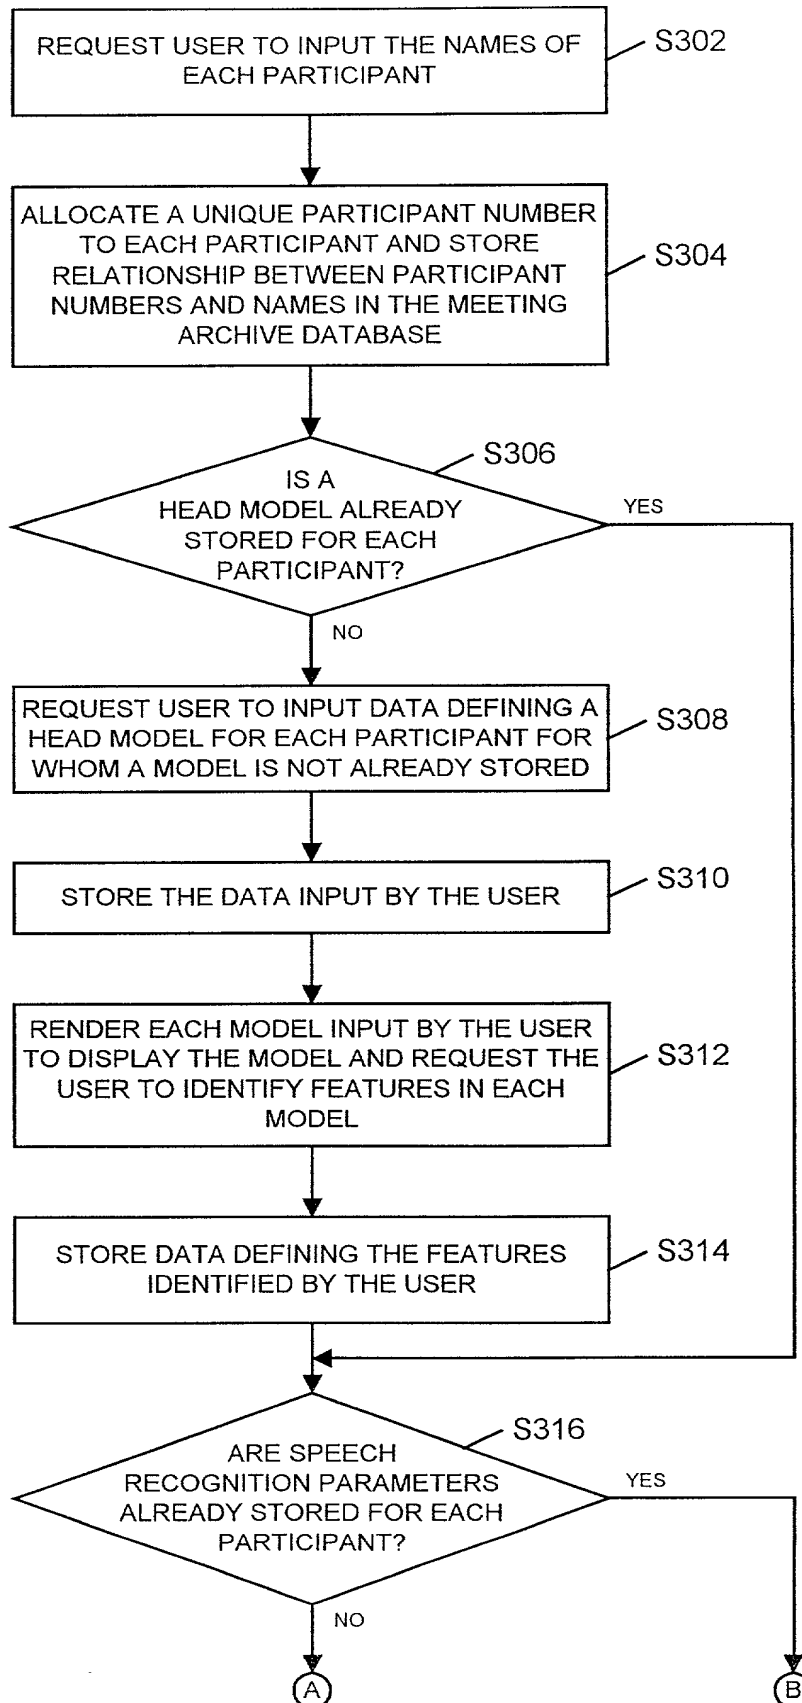 REQUEST USER TO INPUT THE NAMES OF
EACH PARTICIPANT
S302
ALLOCATE A UNIQUE PARTICIPANT NUMBER
TO EACH PARTICIPANT AND STORE
RELATIONSHIP BETWEEN PARTICIPANT
NUMBERS AND NAMES IN THE MEETING
ARCHIVE DATABASE
S304
S306
IS A
HEAD MODEL ALREADY
STORED FOR EACH
PARTICIPANT?
YES
NO
REQUEST USER TO INPUT DATA DEFINING A
HEAD MODEL FOR EACH PARTICIPANT FOR
WHOM A MODEL IS NOT ALREADY STORED
S308
STORE THE DATA INPUT BY THE USER
S310
RENDER EACH MODEL INPUT BY THE USER
TO DISPLAY THE MODEL AND REQUEST THE
USER TO IDENTIFY FEATURES IN EACH
MODEL
S312
STORE DATA DEFINING THE FEATURES
IDENTIFIED BY THE USER
S314
S316
ARE SPEECH
RECOGNITION PARAMETERS
ALREADY STORED FOR EACH
PARTICIPANT?
YES
NO
A
B